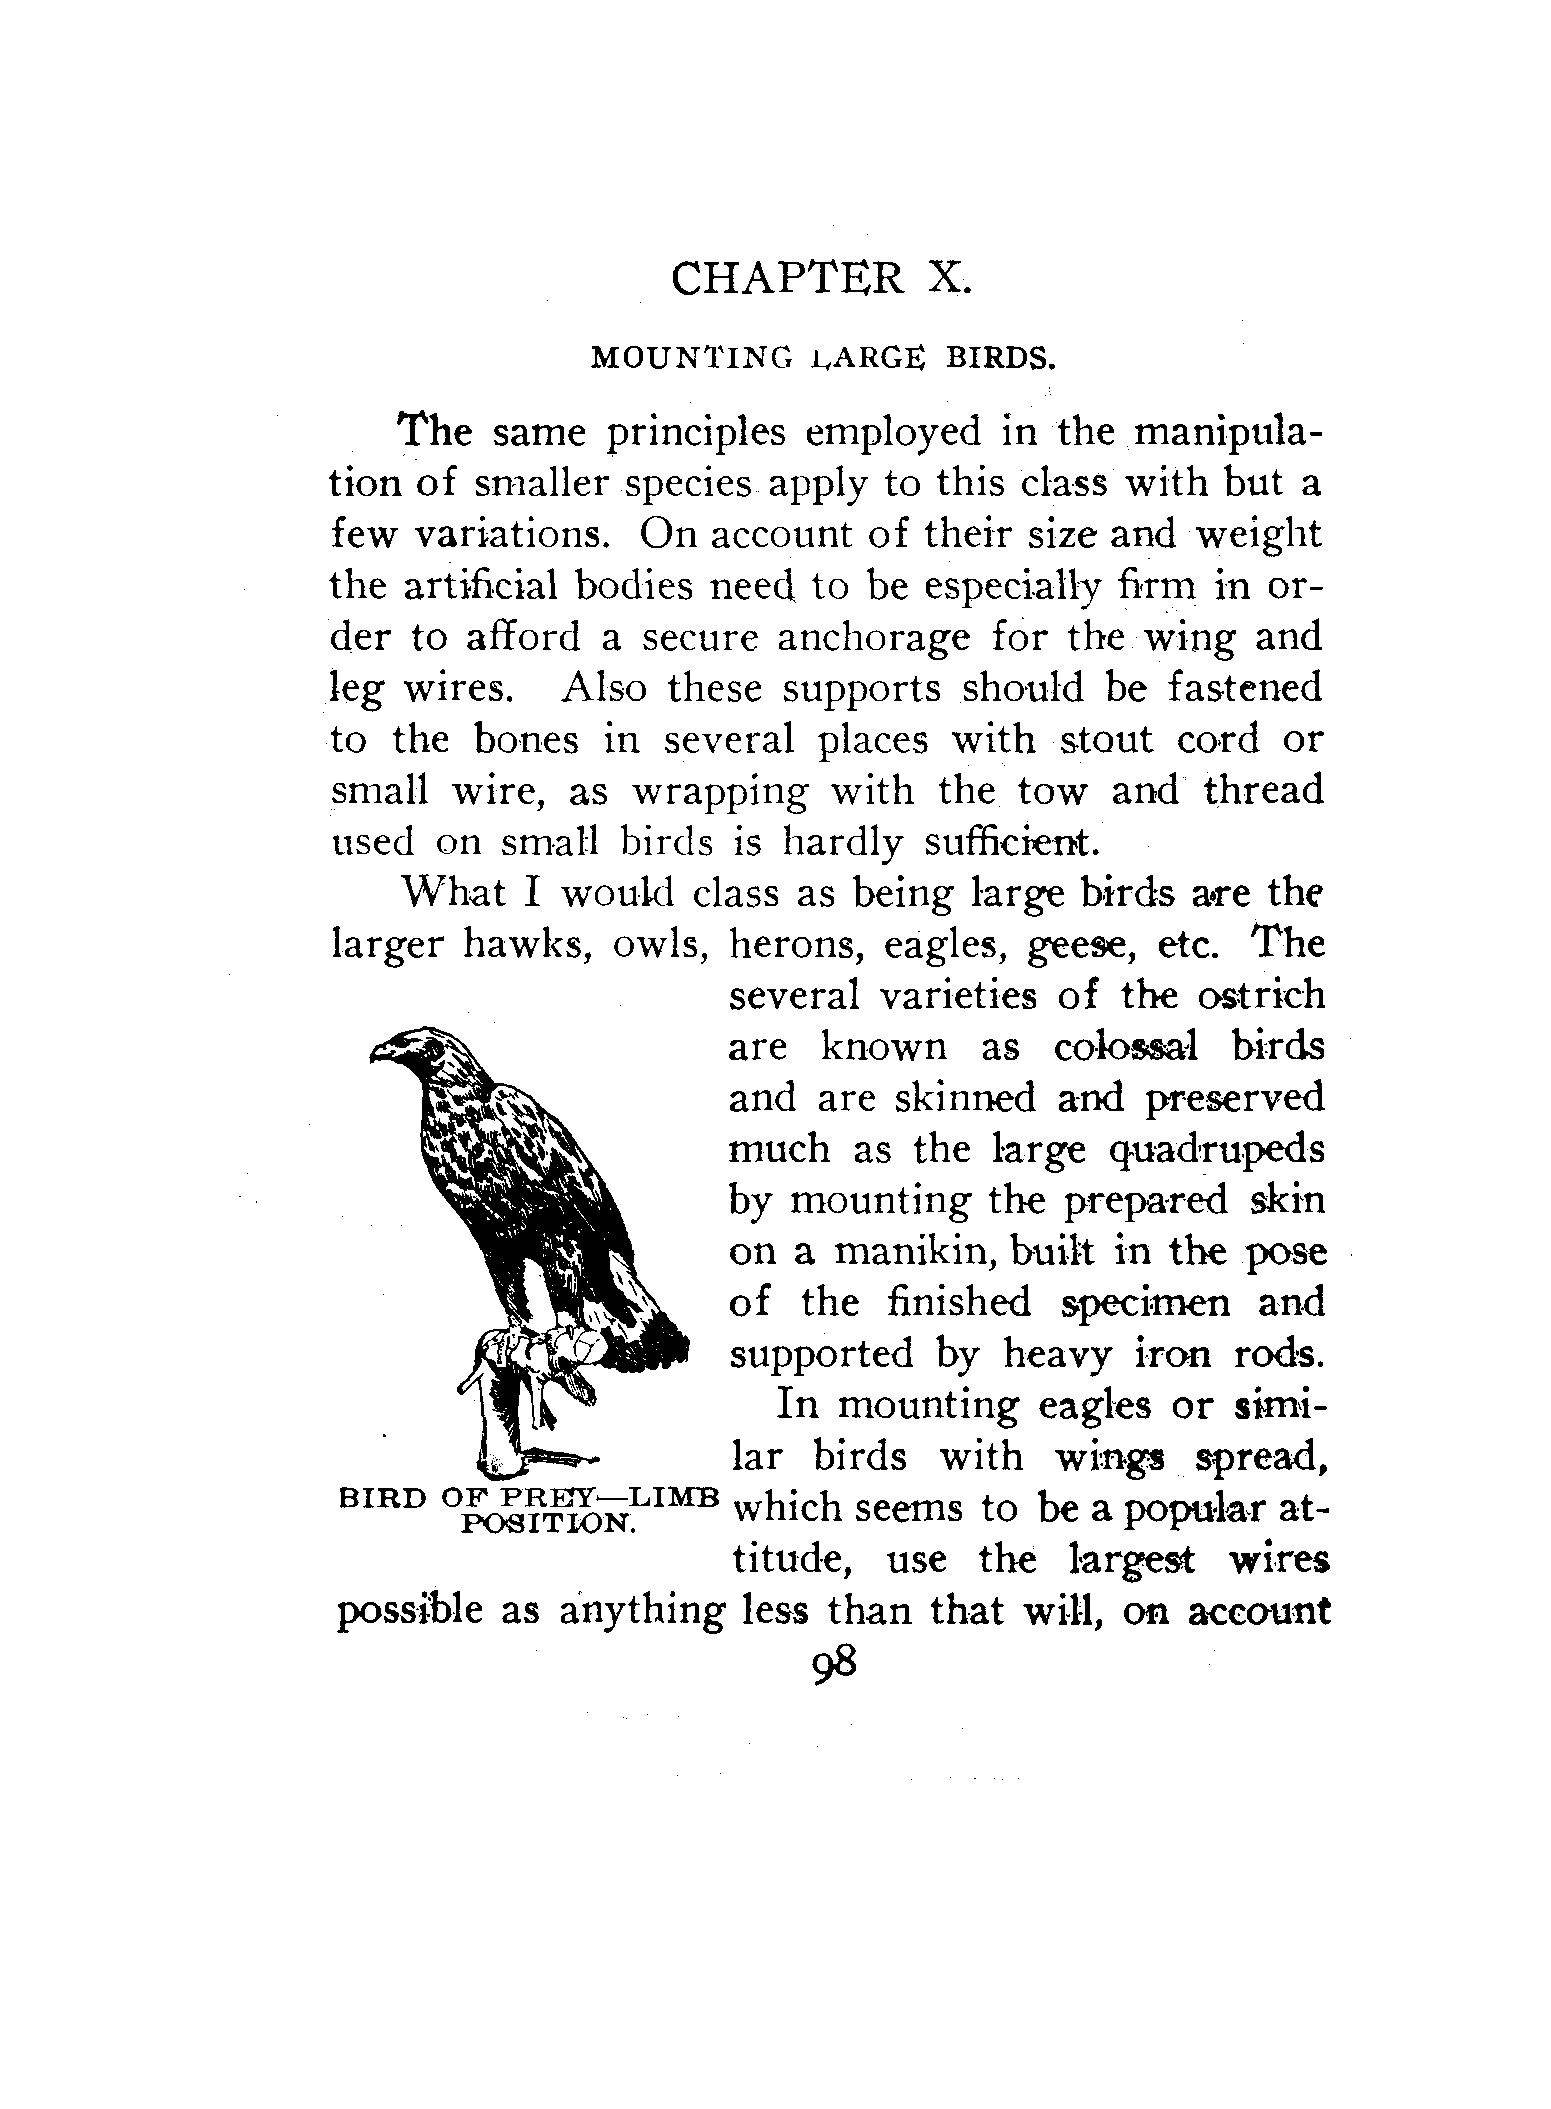 CHAPTER X.
MOUNTING LARGE BIRDS.
The same principles employed in the manipula-
tion of smaller species apply to this class with but a
few variations. On account of their size and weight
the artificial bodies need to be especially firm in or-
der to afford a secure anchorage for the wing and
leg wires. Also these supports should be fastened
to the bones in several places with stout cord or
small wire, as wrapping with the tow and thread
used on small birds is hardly sufficient.
What I would class as being large birds are the
larger hawks, owls, herons, eagles, geese, etc. The
several varieties of the ostrich
are known as colossal birds
and are skinned and preserved
much as the large quadrupeds
by mounting the prepared skin
on a manikin, built in the pose
of the finished specimen and
supported by heavy iron rods.
In mounting eagles or simi-
lar birds with wings spread,
which seems to be a popular at-
titude, use the largest wires
BIRD OF PREY—LIMB
POSITION.
possible as anything less than that will, on account
98